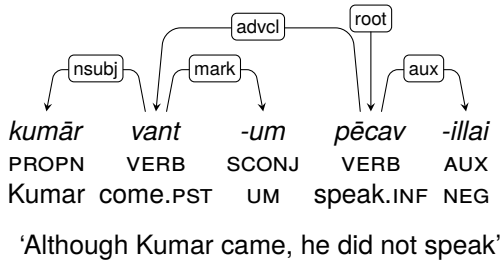 root
advcl
nsubj mark aux
kumār vant -um pēcav -illai
PROPN VERB SCONJ VERB AUX
Kumar come.PST UM speak.INF NEG
‘Although Kumar came, he did not speak’